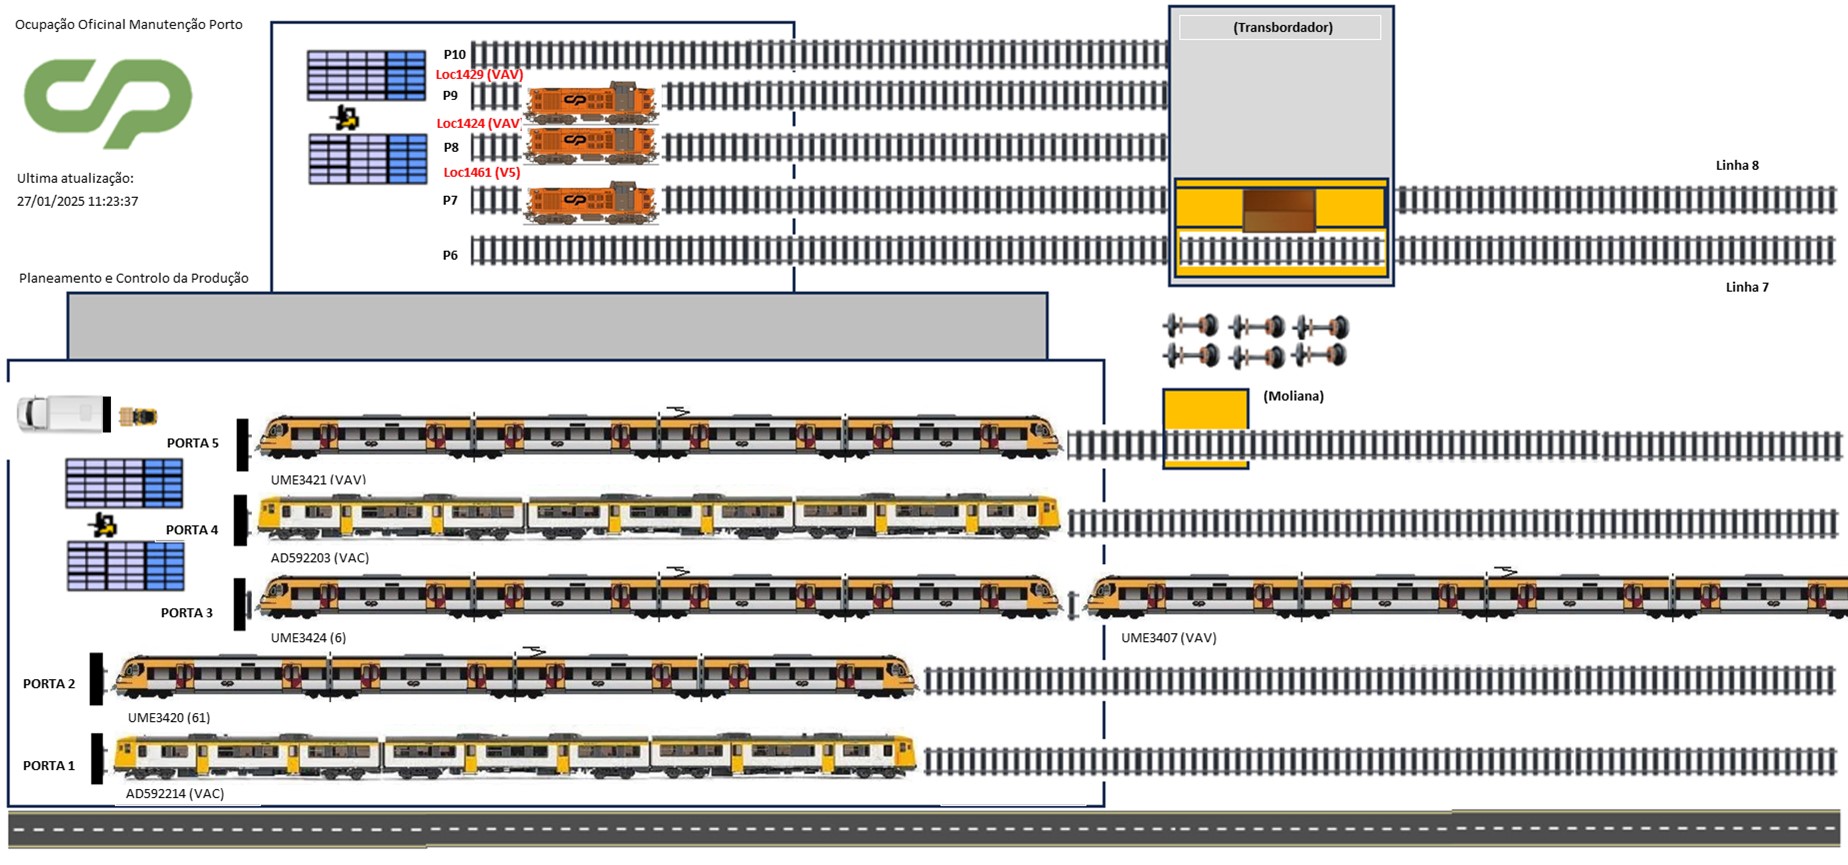 Ocupação Oficinal Manutenção Porto
CP
Ultima atualização:
27/01/2025 11:23:37
Planeamento e Controlo da Produção
(Transbordador)
P10
Loc1429 (VAV)
P9
Loc1424 (VAV)
P8
Loc1461 (V5)
P7
P6
Linha 8
Linha 7
(Moliana)
PORTA 5
UME3421 (VAV)
PORTA 4
AD592203 (VAC)
PORTA 3
UME3424 (6)
UME3407 (VAV)
PORTA 2
UME3420 (61)
PORTA 1
AD592214 (VAC)